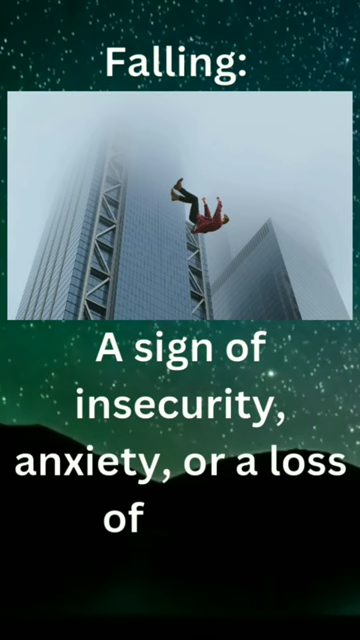 Falling:
A sign of
insecurity,
anxiety, or a loss
of